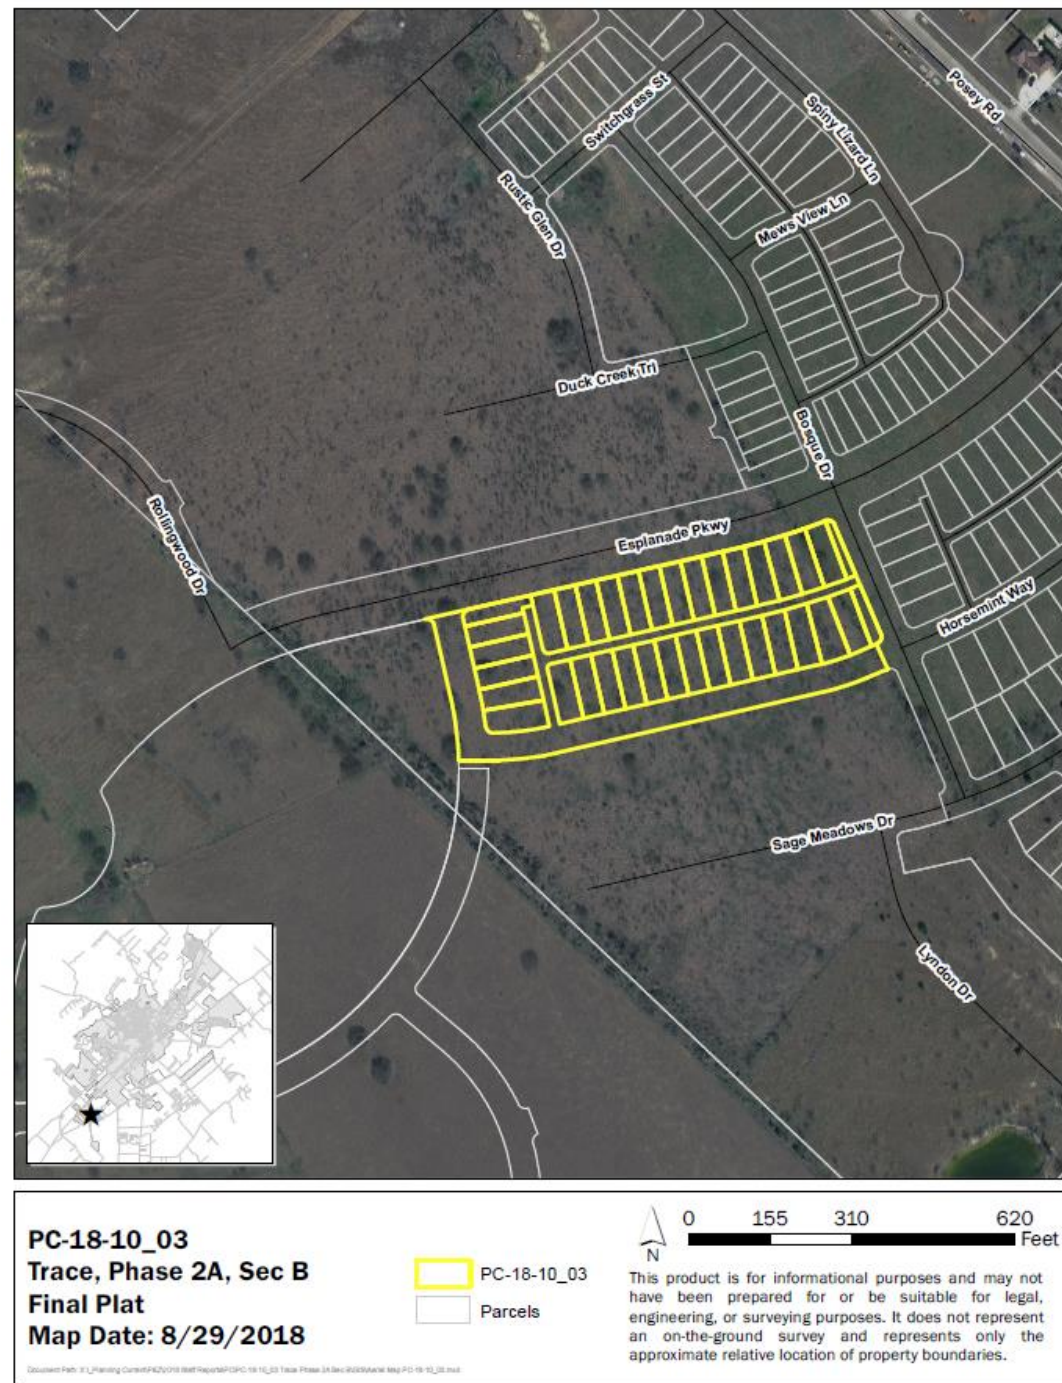 Posey Rd
Switchgrass St
Spiny Lizard Ln
Rustic Glen Dr
Mews View Ln
Duck Creek Trl
Bosque Dr
Rollingwood Dr
Esplanade Pkwy
Horsemint Way
Sage Meadows Dr
Lyndon Dr
PC-18-10_03
Trace, Phase 2A, Sec B
Final Plat
Map Date: 8/29/2018
PC-18-10_03
Parcels
N
0 155 310 620
Feet
This product is for informational purposes and may not
have been prepared for or be suitable for legal,
engineering, or surveying purposes. It does not represent
an on-the-ground survey and represents only the
approximate relative location of property boundaries.